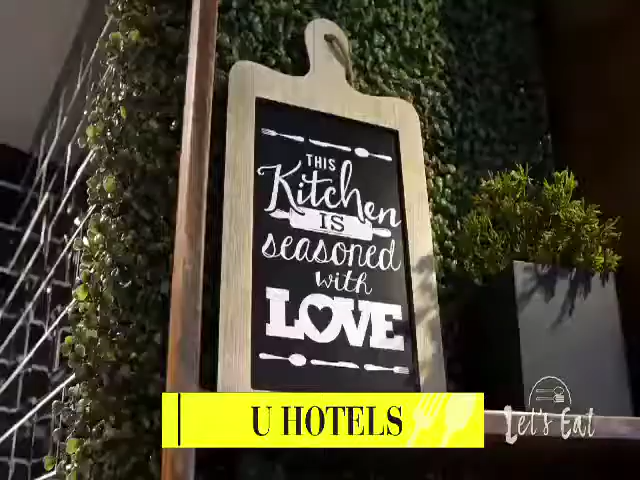 THIS
Kitchen
IS
seasoned
with
LOVE
U HOTELS
Let's Eat